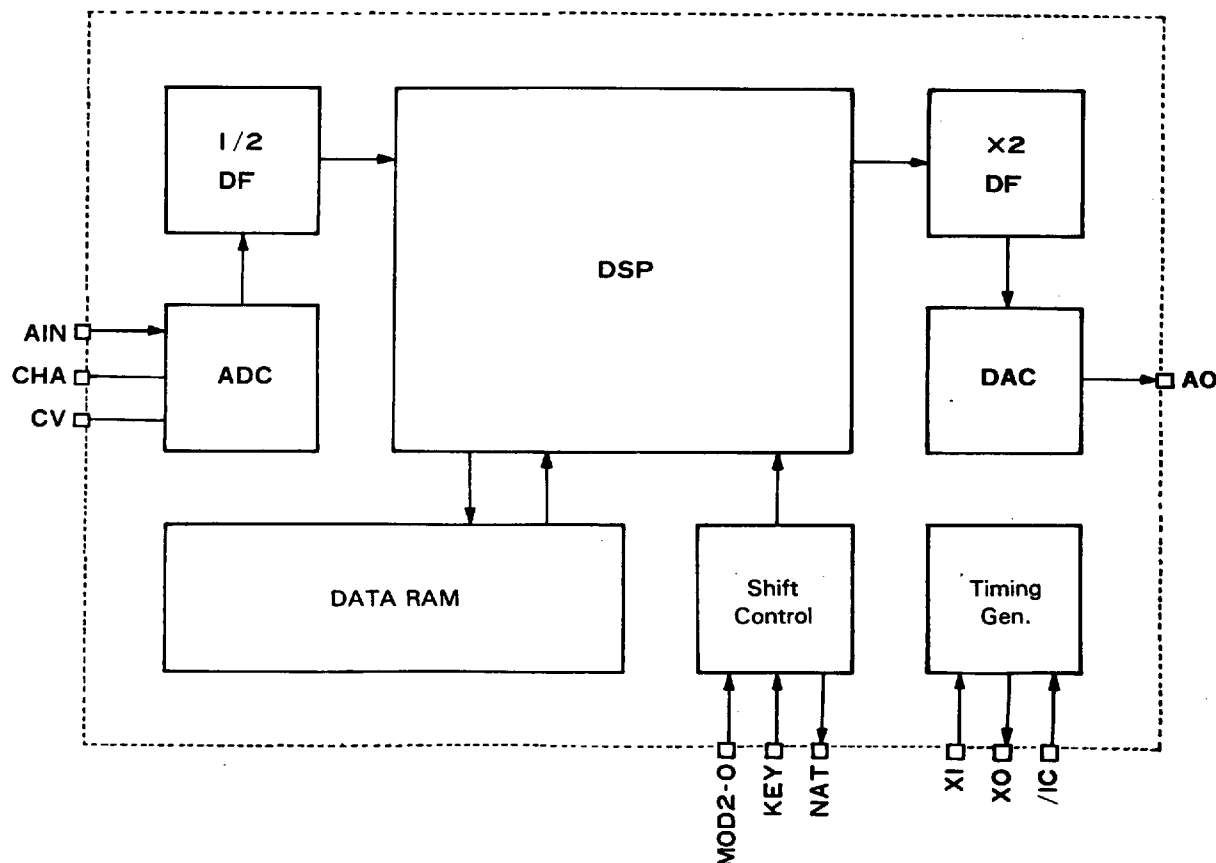 1/2
DF
DSP
×2
DF
AIN
CHA
CV
ADC
DAC
AO
DATA RAM
Shift
Control
Timing
Gen.
MOD2-0
KEY
NAT
XI
XO
/IC